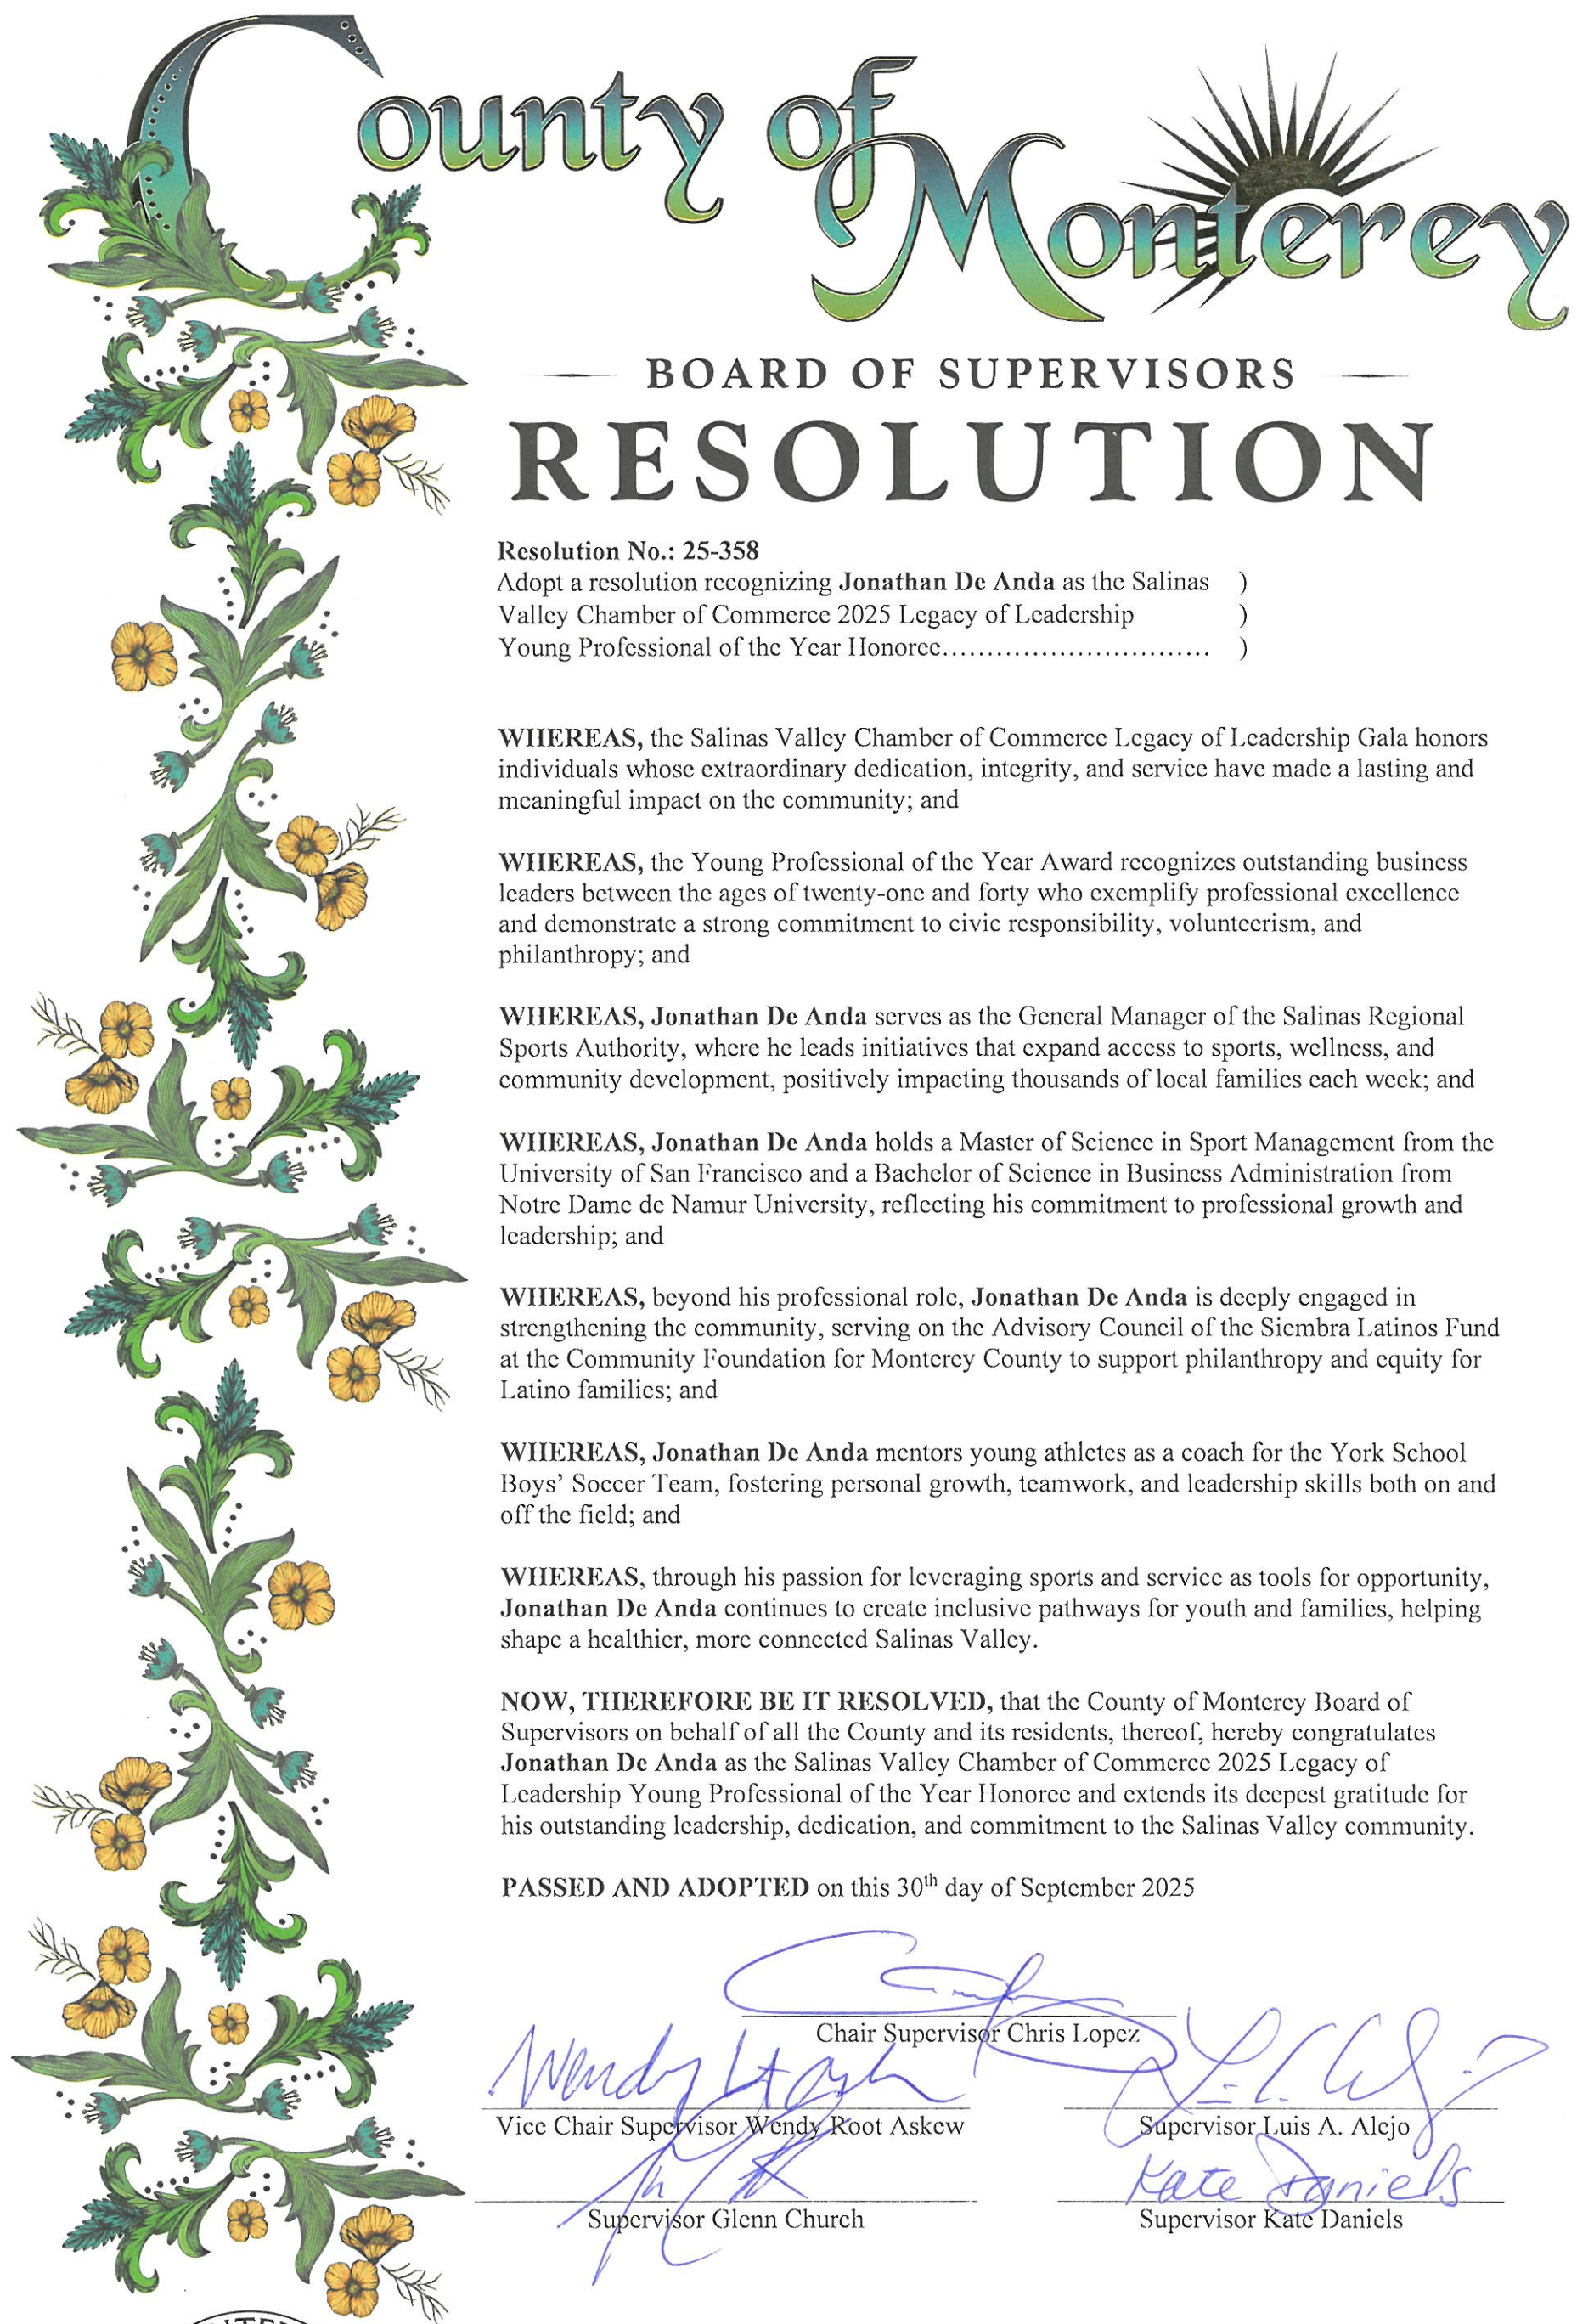 County of Monterey
BOARD OF SUPERVISORS
RESOLUTION
Resolution No.: 25-358
Adopt a resolution recognizing Jonathan De Anda as the Salinas )
Valley Chamber of Commerce 2025 Legacy of Leadership )
Young Professional of the Year Honoree.............................. )
WHEREAS, the Salinas Valley Chamber of Commerce Legacy of Leadership Gala honors
individuals whose extraordinary dedication, integrity, and service have made a lasting and
meaningful impact on the community; and
WHEREAS, the Young Professional of the Year Award recognizes outstanding business
leaders between the ages of twenty-one and forty who exemplify professional excellence
and demonstrate a strong commitment to civic responsibility, volunteerism, and
philanthropy; and
WHEREAS, Jonathan De Anda serves as the General Manager of the Salinas Regional
Sports Authority, where he leads initiatives that expand access to sports, wellness, and
community development, positively impacting thousands of local families each week; and
WHEREAS, Jonathan De Anda holds a Master of Science in Sport Management from the
University of San Francisco and a Bachelor of Science in Business Administration from
Notre Dame de Namur University, reflecting his commitment to professional growth and
leadership; and
WHEREAS, beyond his professional role, Jonathan De Anda is deeply engaged in
strengthening the community, serving on the Advisory Council of the Siembra Latinos Fund
at the Community Foundation for Monterey County to support philanthropy and equity for
Latino families; and
WHEREAS, Jonathan De Anda mentors young athletes as a coach for the York School
Boys' Soccer Team, fostering personal growth, teamwork, and leadership skills both on and
off the field; and
WHEREAS, through his passion for leveraging sports and service as tools for opportunity,
Jonathan De Anda continues to create inclusive pathways for youth and families, helping
shape a healthier, more connected Salinas Valley.
NOW, THEREFORE BE IT RESOLVED, that the County of Monterey Board of
Supervisors on behalf of all the County and its residents, thereof, hereby congratulates
Jonathan De Anda as the Salinas Valley Chamber of Commerce 2025 Legacy of
Leadership Young Professional of the Year Honoree and extends its deepest gratitude for
his outstanding leadership, dedication, and commitment to the Salinas Valley community.
PASSED AND ADOPTED on this 30th day of September 2025
Chair Supervisor Chris Lopez
Wendy
Vice Chair Supervisor Wendy Root Askew
Supervisor Luis A. Alejo
Kate Daniels
Supervisor Glenn Church
Supervisor Kate Daniels